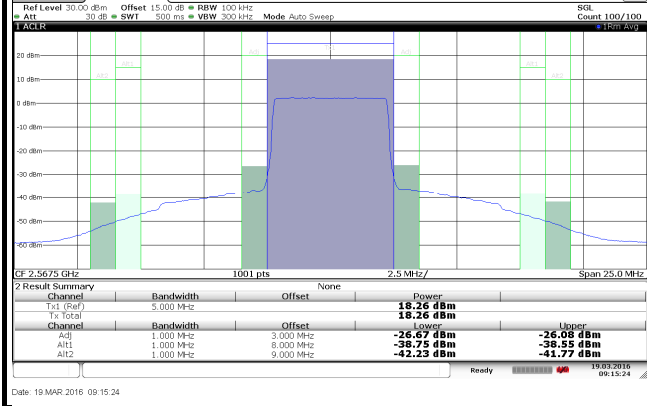 Ref Level 30.00 dBm Offset 15.00 dB RBW 100 kHz SGL
Att 30 dB SWT 500 ms VBW 300 kHz Mode Auto Sweep Count 100/100
1 ACLR 1Rm Avg
20 dBm
10 dBm
0 dBm
-10 dBm
-20 dBm
-30 dBm
-40 dBm
-50 dBm
-60 dBm
CF 2.5675 GHz 1001 pts 2.5 MHz/ Span 25.0 MHz
2 Result Summary None
Channel Bandwidth Offset Power
Tx1 (Ref) 5.000 MHz 18.26 dBm
Tx Total 18.26 dBm
Channel Bandwidth Offset Lower Upper
Adj 1.000 MHz 3.000 MHz -26.67 dBm -26.08 dBm
Alt1 1.000 MHz 8.000 MHz -38.75 dBm -38.55 dBm
Alt2 1.000 MHz 9.000 MHz -42.23 dBm -41.77 dBm
Ready 19.03.2016
09:15:24
Date: 19.MAR.2016 09:15:24